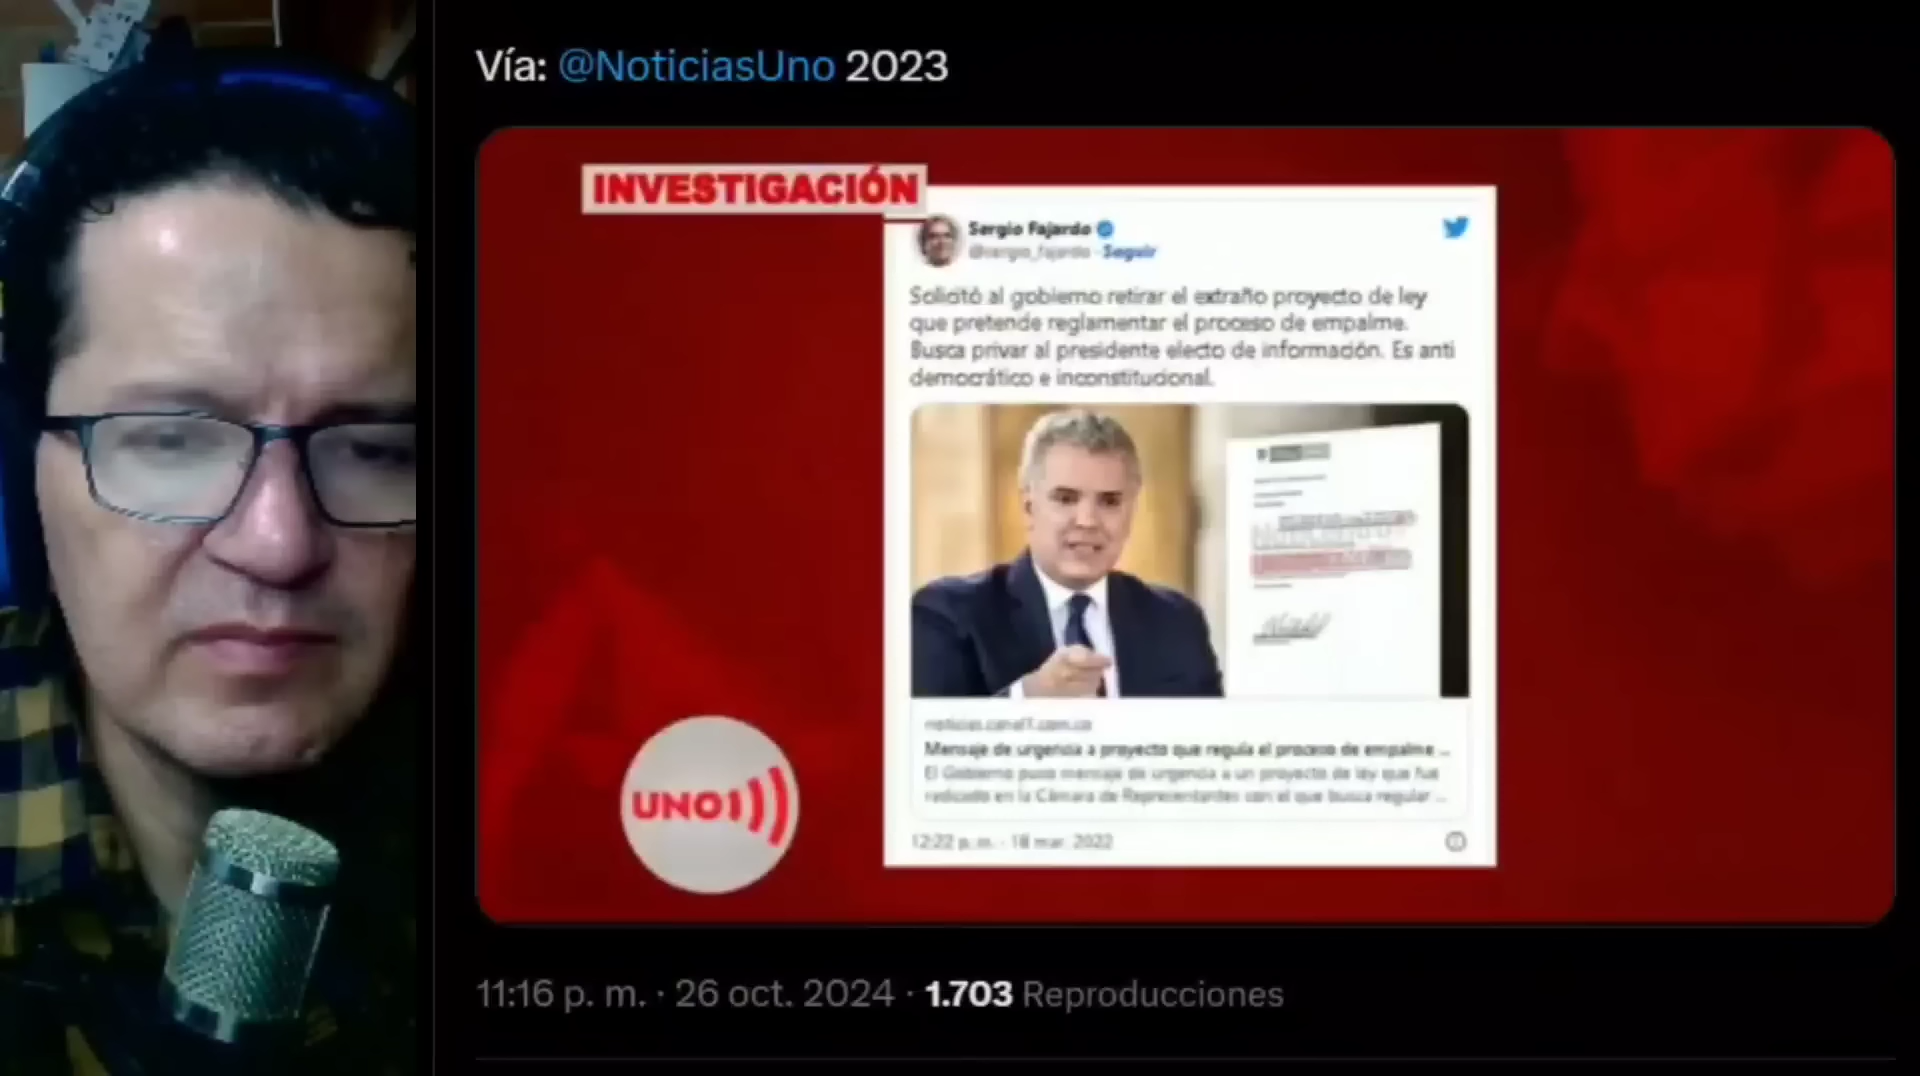 Vía: @NoticiasUno 2023
INVESTIGACIÓN
Sergio Fajardo
@sergio_fajardo · Seguir
Solicitó al gobierno retirar el extraño proyecto de ley
que pretende reglamentar el proceso de empalme.
Busca privar al presidente electo de información. Es anti
democrático e inconstitucional.
noticias.canal1.com.co
Mensaje de urgencia a proyecto que regula el proceso de empalme ...
El Gobierno puso mensaje de urgencia a un proyecto de ley que fue
radicado en la Cámara de Representantes con el que busca regular ...
12:22 p. m. · 18 mar. 2022
UNO
11:16 p. m. · 26 oct. 2024 · 1.703 Reproducciones